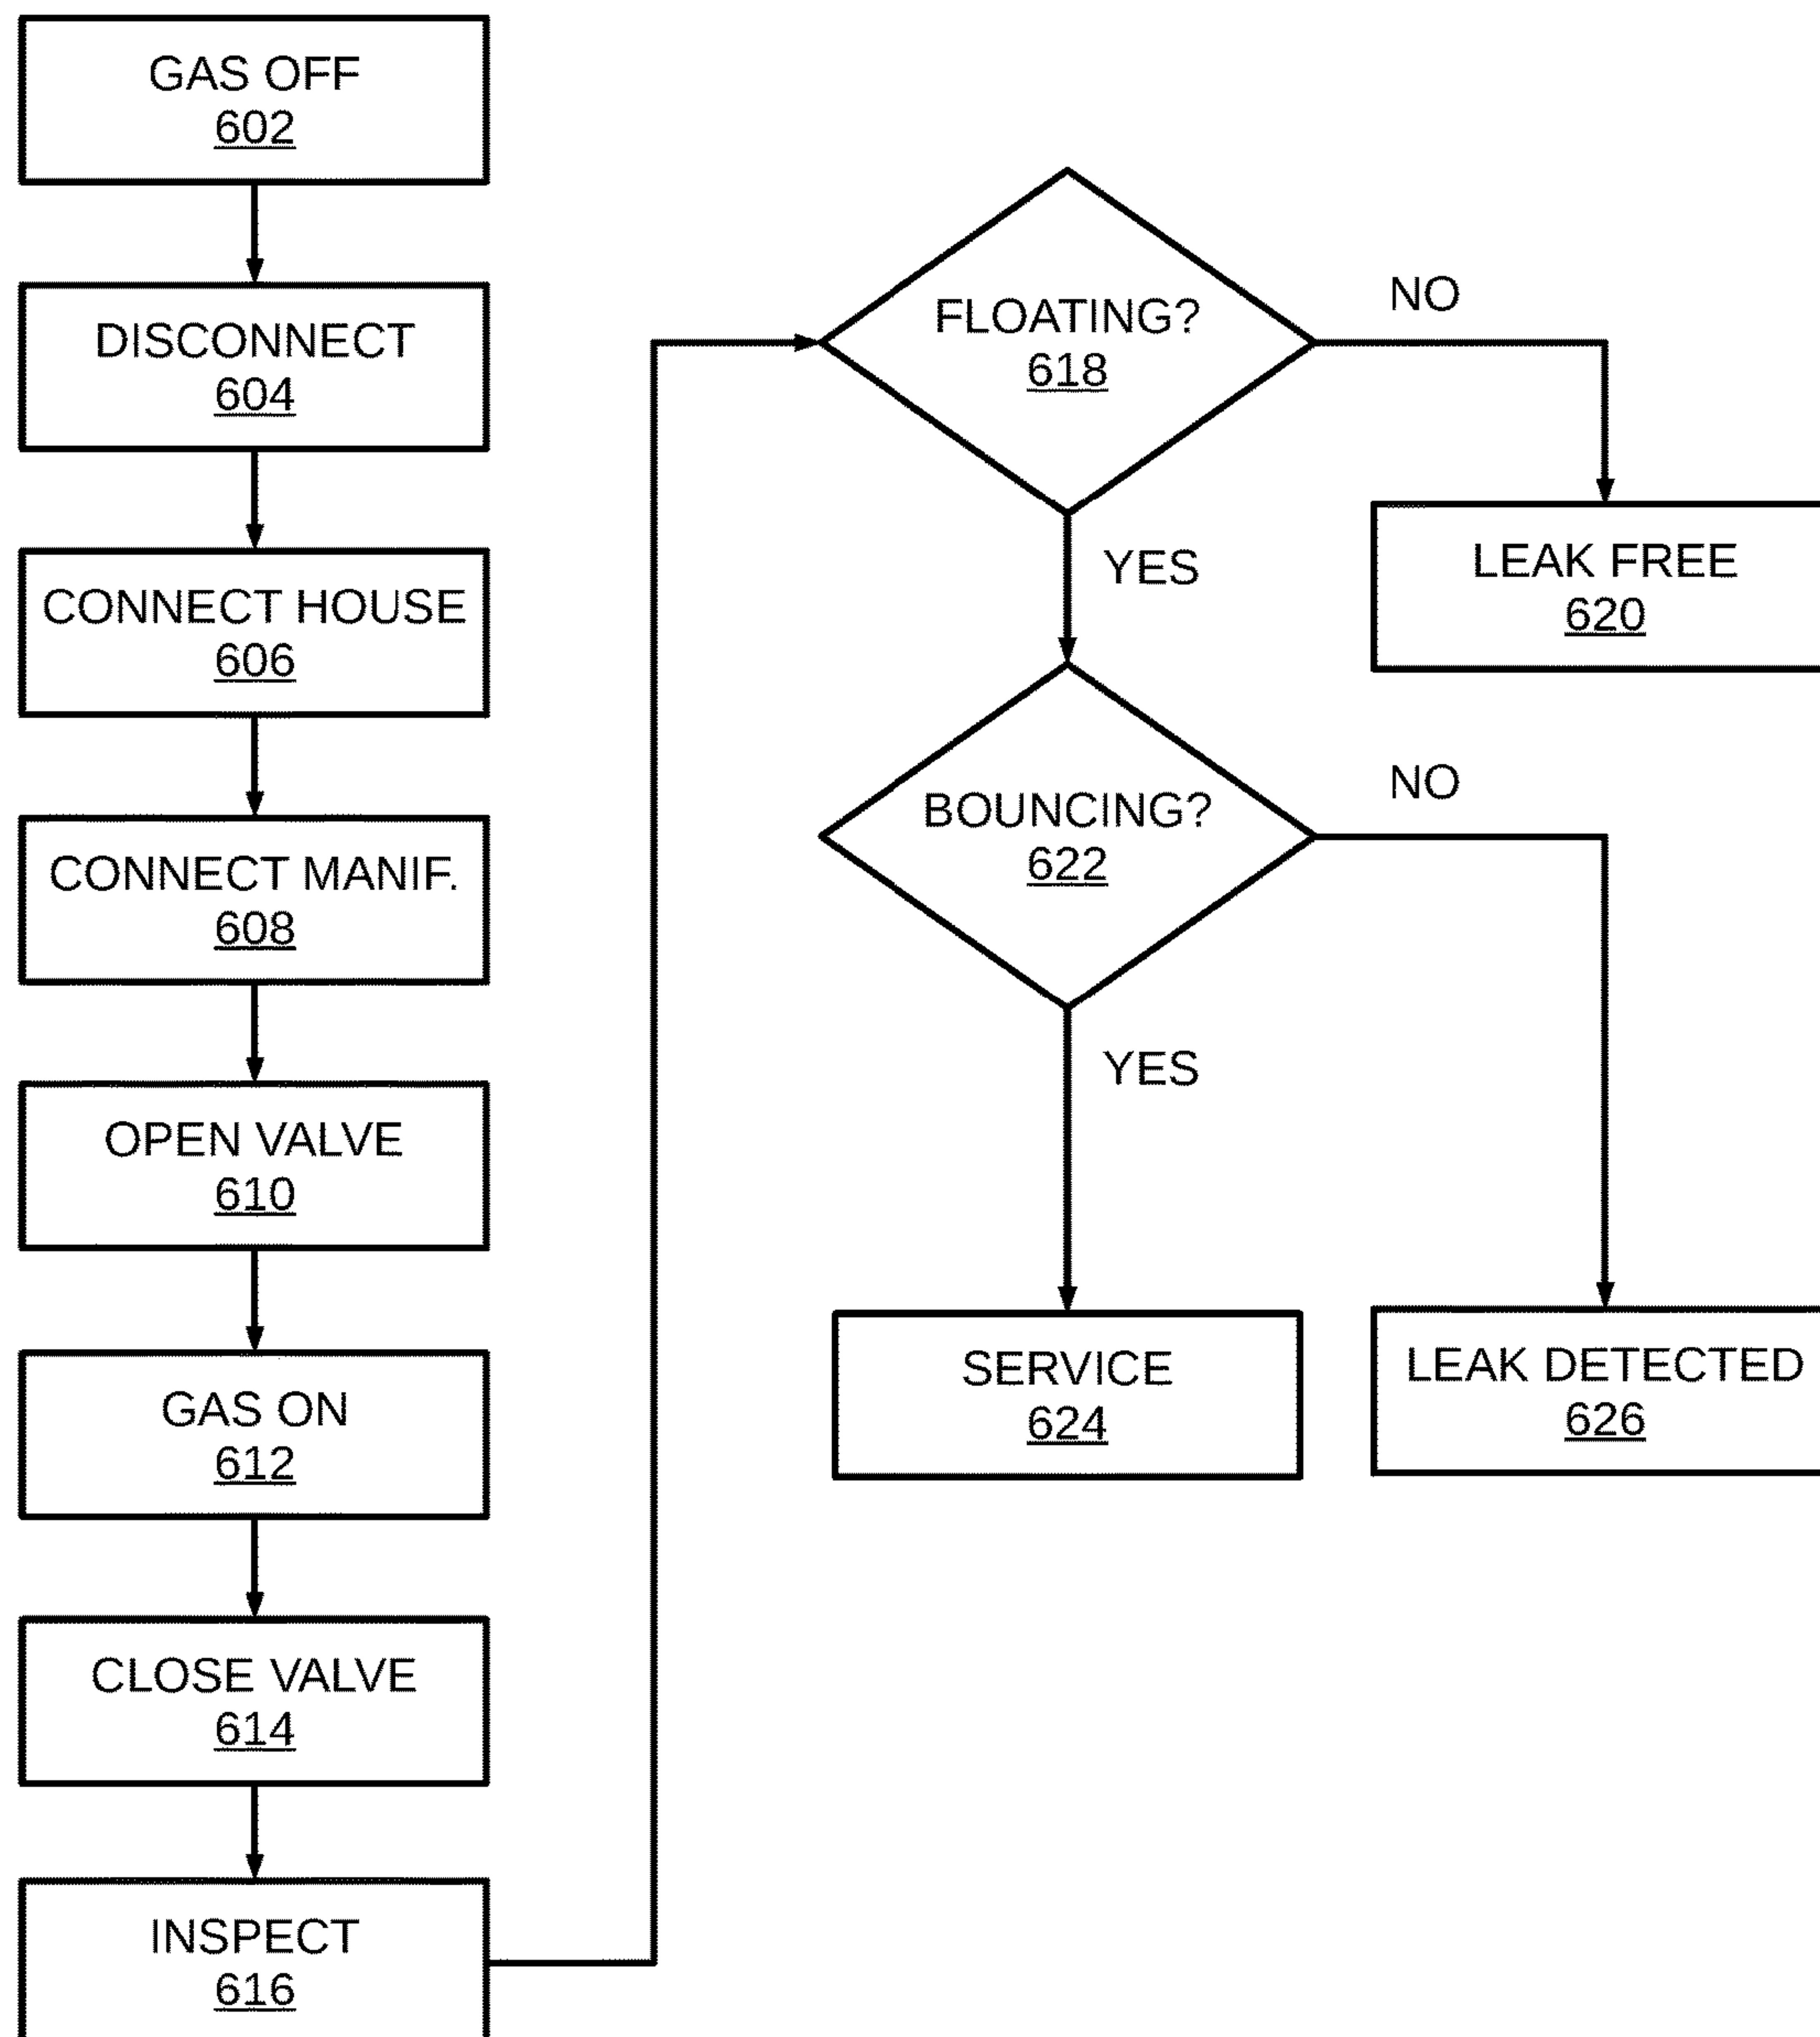 GAS OFF
602
DISCONNECT
604
CONNECT HOUSE
606
CONNECT MANIF.
608
OPEN VALVE
610
GAS ON
612
CLOSE VALVE
614
INSPECT
616
FLOATING?
618
NO
YES
LEAK FREE
620
BOUNCING?
622
NO
YES
SERVICE
624
LEAK DETECTED
626